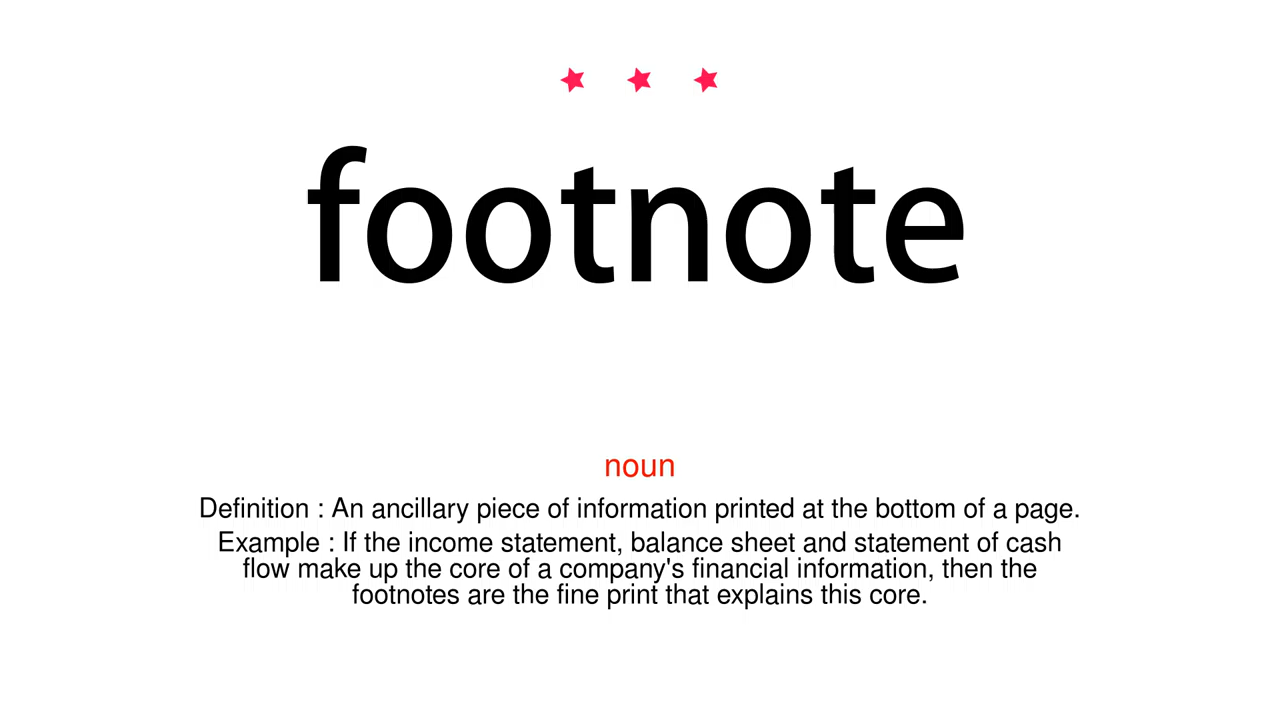 footnote
noun
Definition : An ancillary piece of information printed at the bottom of a page.
Example : If the income statement, balance sheet and statement of cash
flow make up the core of a company's financial information, then the
footnotes are the fine print that explains this core.